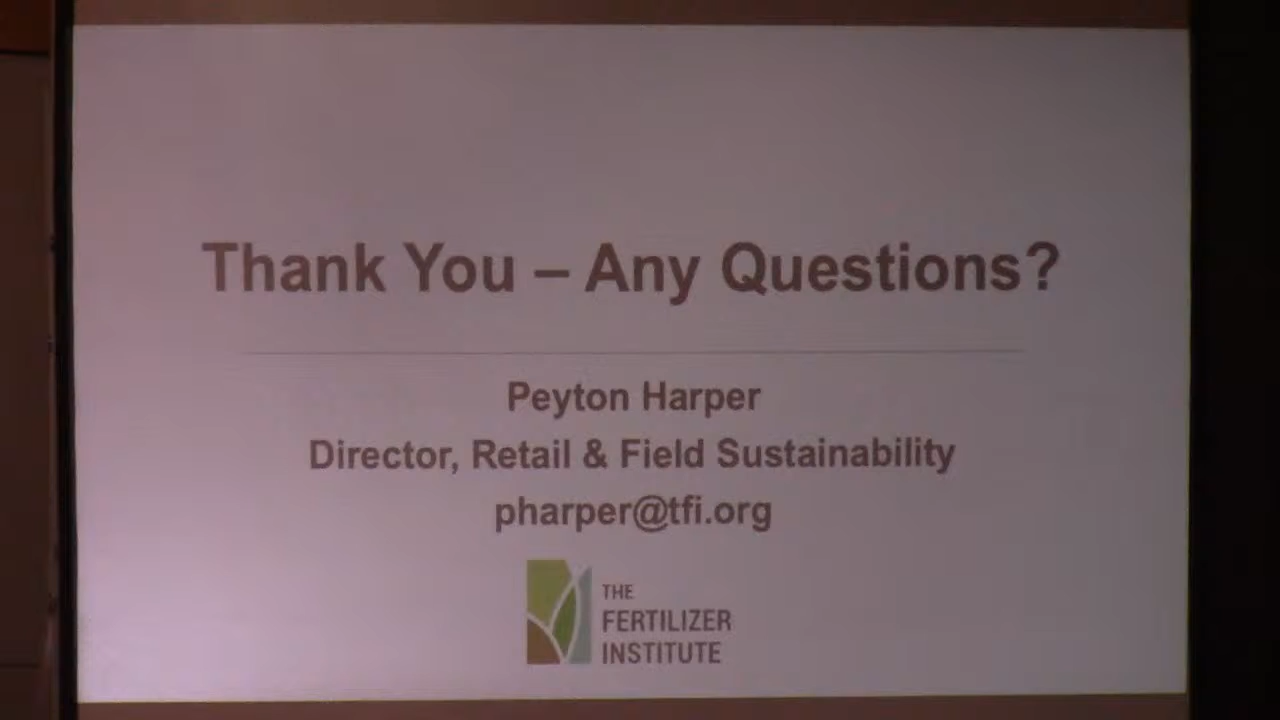 Thank You – Any Questions?
Peyton Harper
Director, Retail & Field Sustainability
pharper@tfi.org
THE
FERTILIZER
INSTITUTE